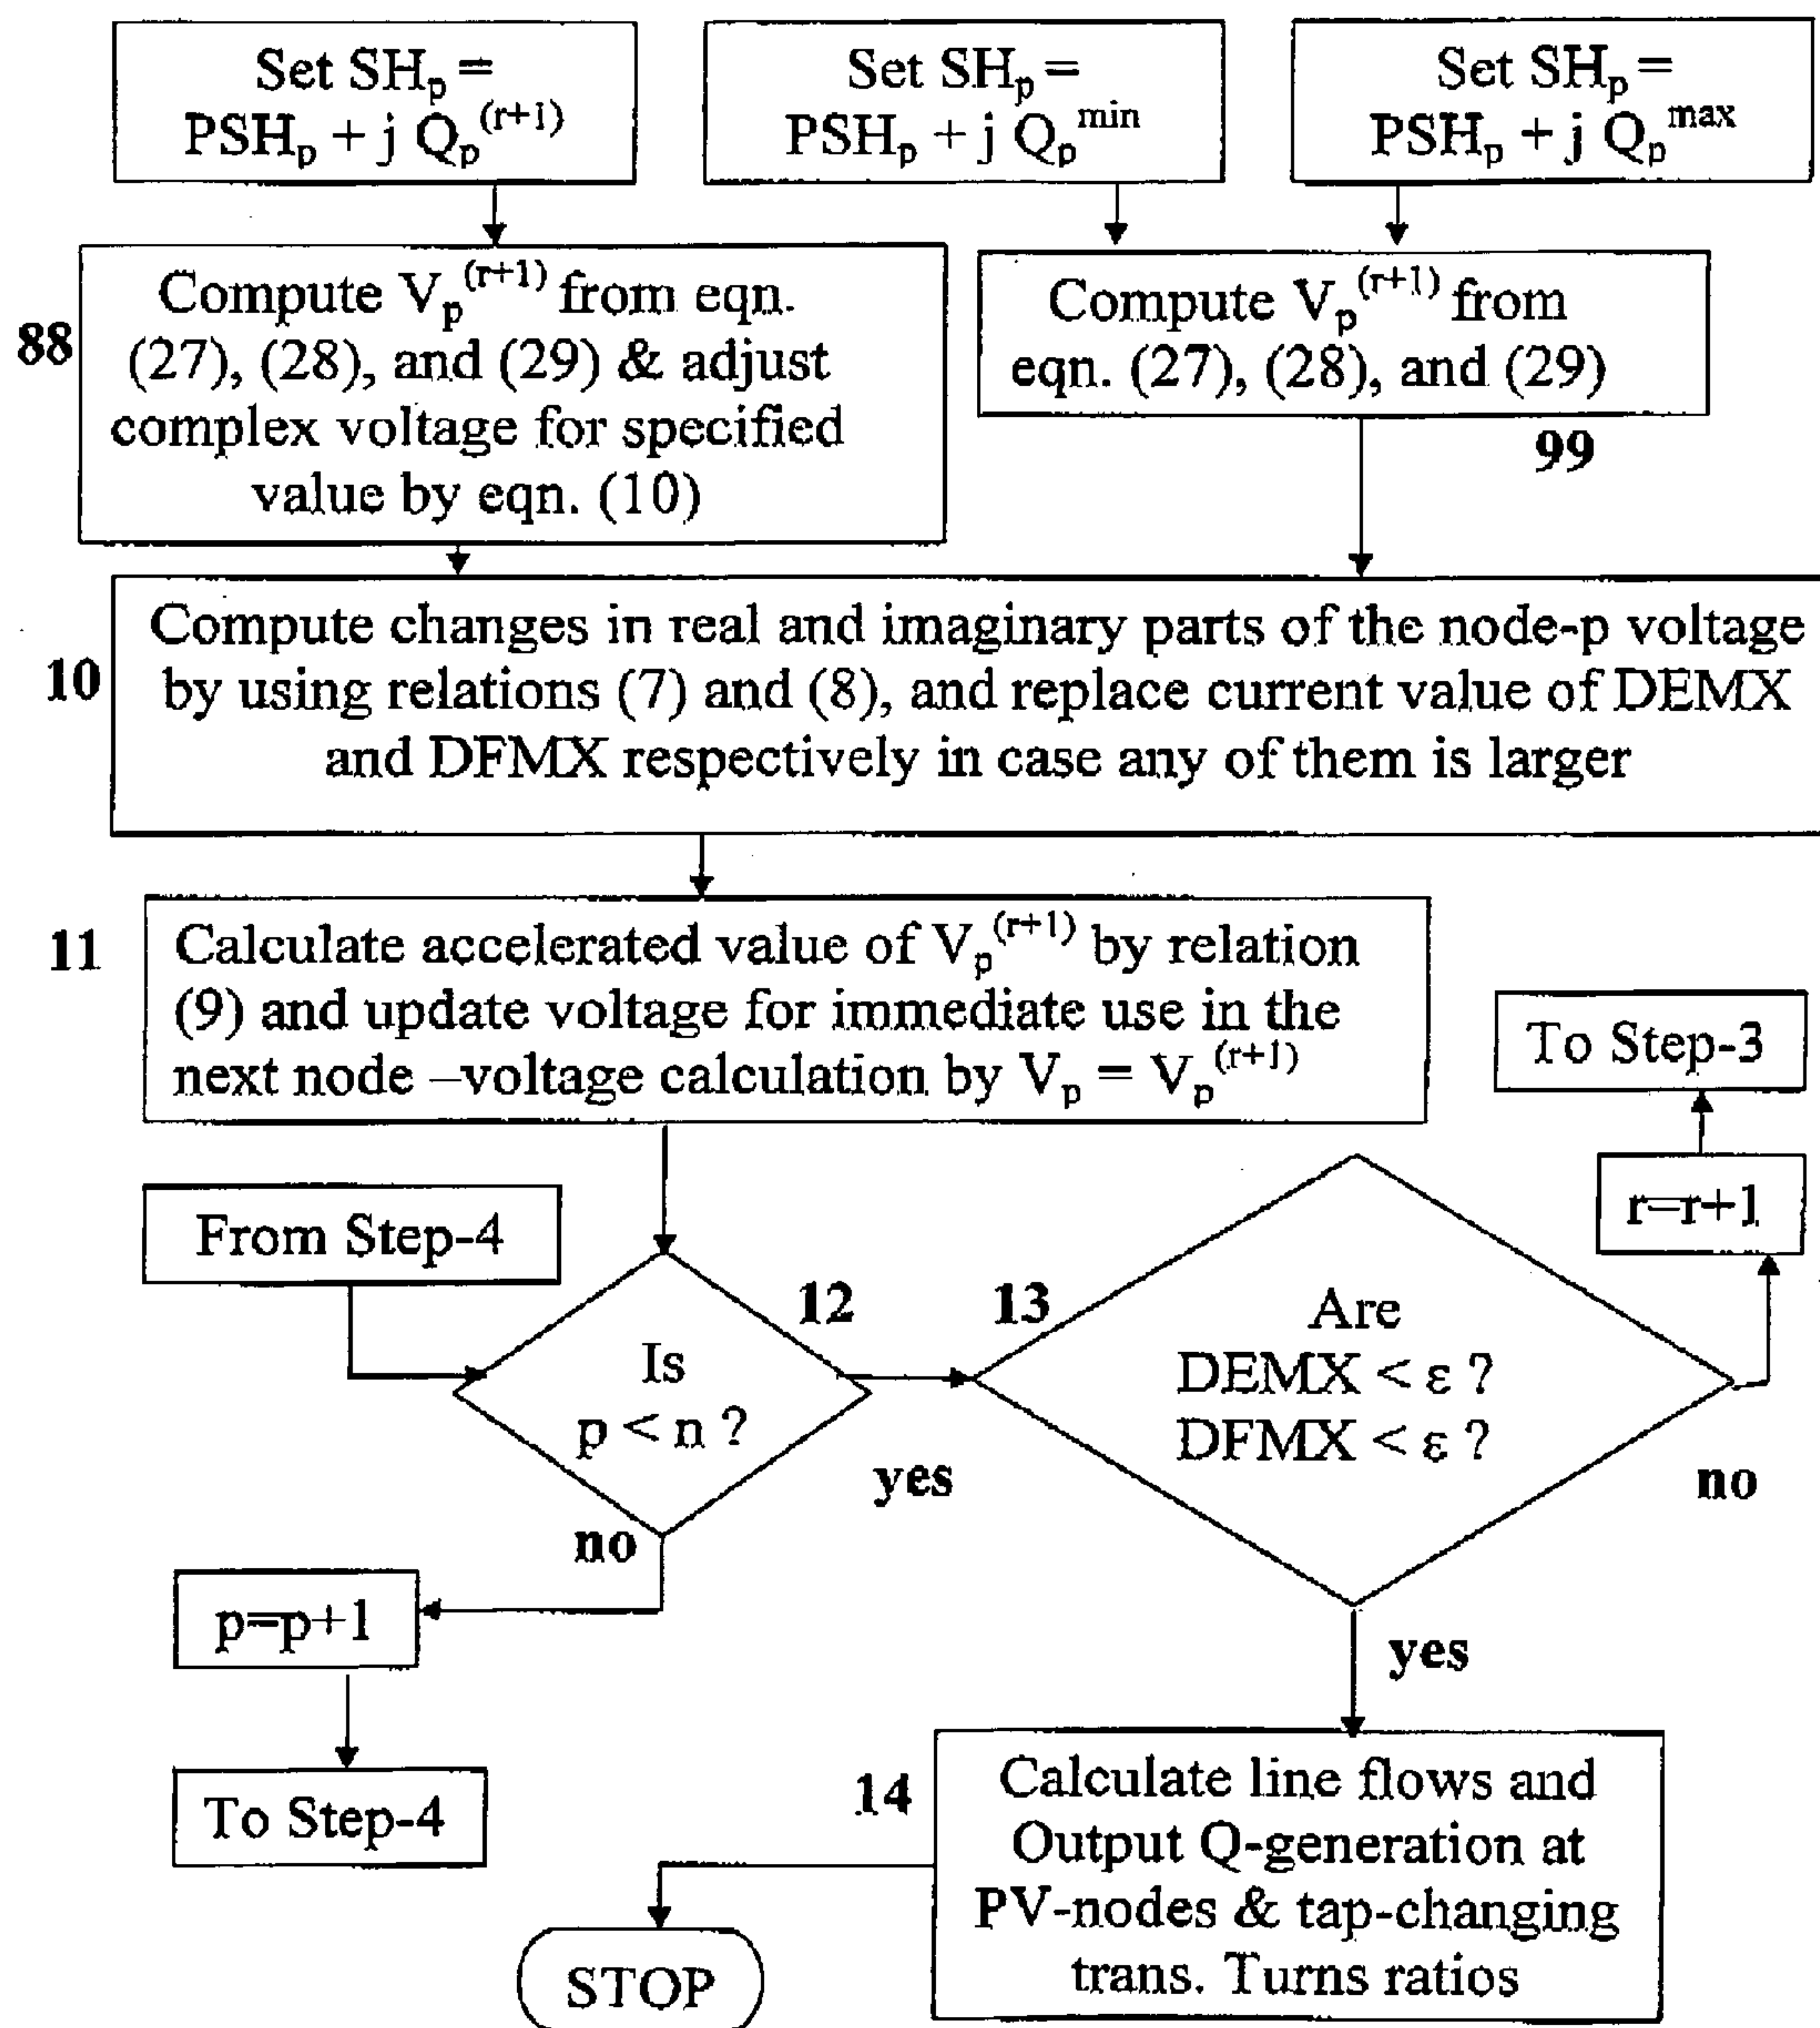 Set SHₚ =
PSHₚ + j Qₚ⁽ʳ⁺¹⁾
Set SHₚ =
PSHₚ + j Qₚᵐⁱⁿ
Set SHₚ =
PSHₚ + j Qₚᵐᵃˣ
88
Compute Vₚ⁽ʳ⁺¹⁾ from eqn.
(27), (28), and (29) & adjust
complex voltage for specified
value by eqn. (10)
Compute Vₚ⁽ʳ⁺¹⁾ from
eqn. (27), (28), and (29)
99
10
Compute changes in real and imaginary parts of the node-p voltage
by using relations (7) and (8), and replace current value of DEMX
and DFMX respectively in case any of them is larger
11
Calculate accelerated value of Vₚ⁽ʳ⁺¹⁾ by relation
(9) and update voltage for immediate use in the
next node –voltage calculation by Vₚ = Vₚ⁽ʳ⁺¹⁾
To Step-3
r=r+1
From Step-4
12
Is
p < n ?
yes
no
13
Are
DEMX < ε ?
DFMX < ε ?
no
yes
p=p+1
To Step-4
14
Calculate line flows and
Output Q-generation at
PV-nodes & tap-changing
trans. Turns ratios
STOP